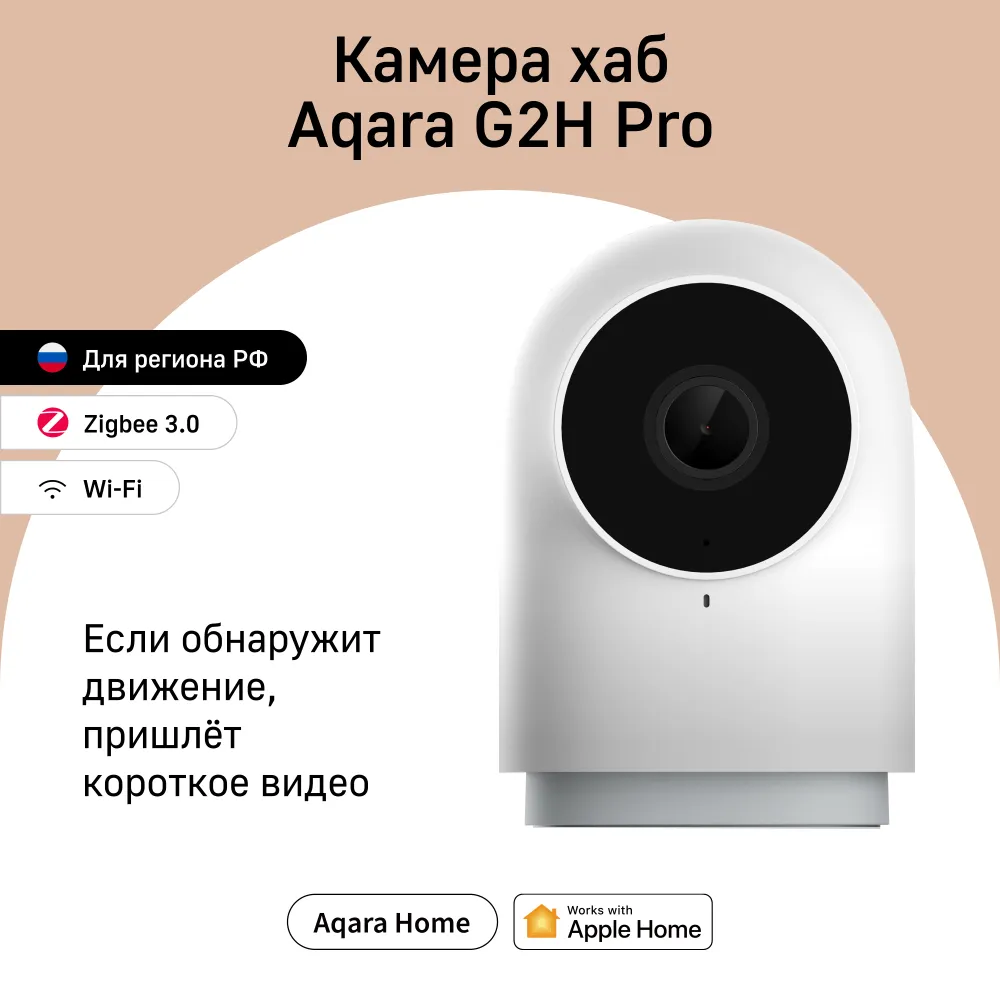 Камера хаб
Aqara G2H Pro
Для региона РФ
Zigbee 3.0
Wi-Fi
Если обнаружит
движение,
пришлёт
короткое видео
Aqara Home
Works with
Apple Home